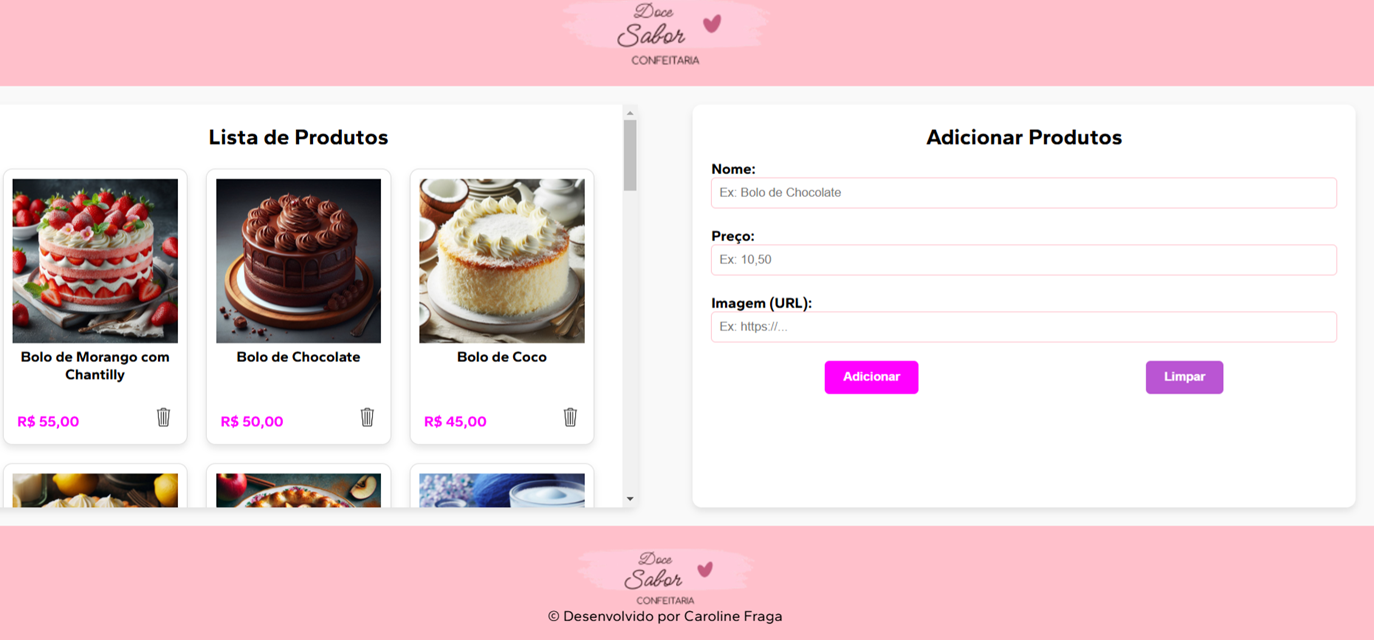 Doce
Sabor
CONFEITARIA
Lista de Produtos
Bolo de Morango com
Chantilly
R$ 55,00
Bolo de Chocolate
R$ 50,00
Bolo de Coco
R$ 45,00
Adicionar Produtos
Nome:
Ex: Bolo de Chocolate
Preço:
Ex: 10,50
Imagem (URL):
Ex: https://...
Adicionar
Limpar
Doce
Sabor
CONFEITARIA
© Desenvolvido por Caroline Fraga